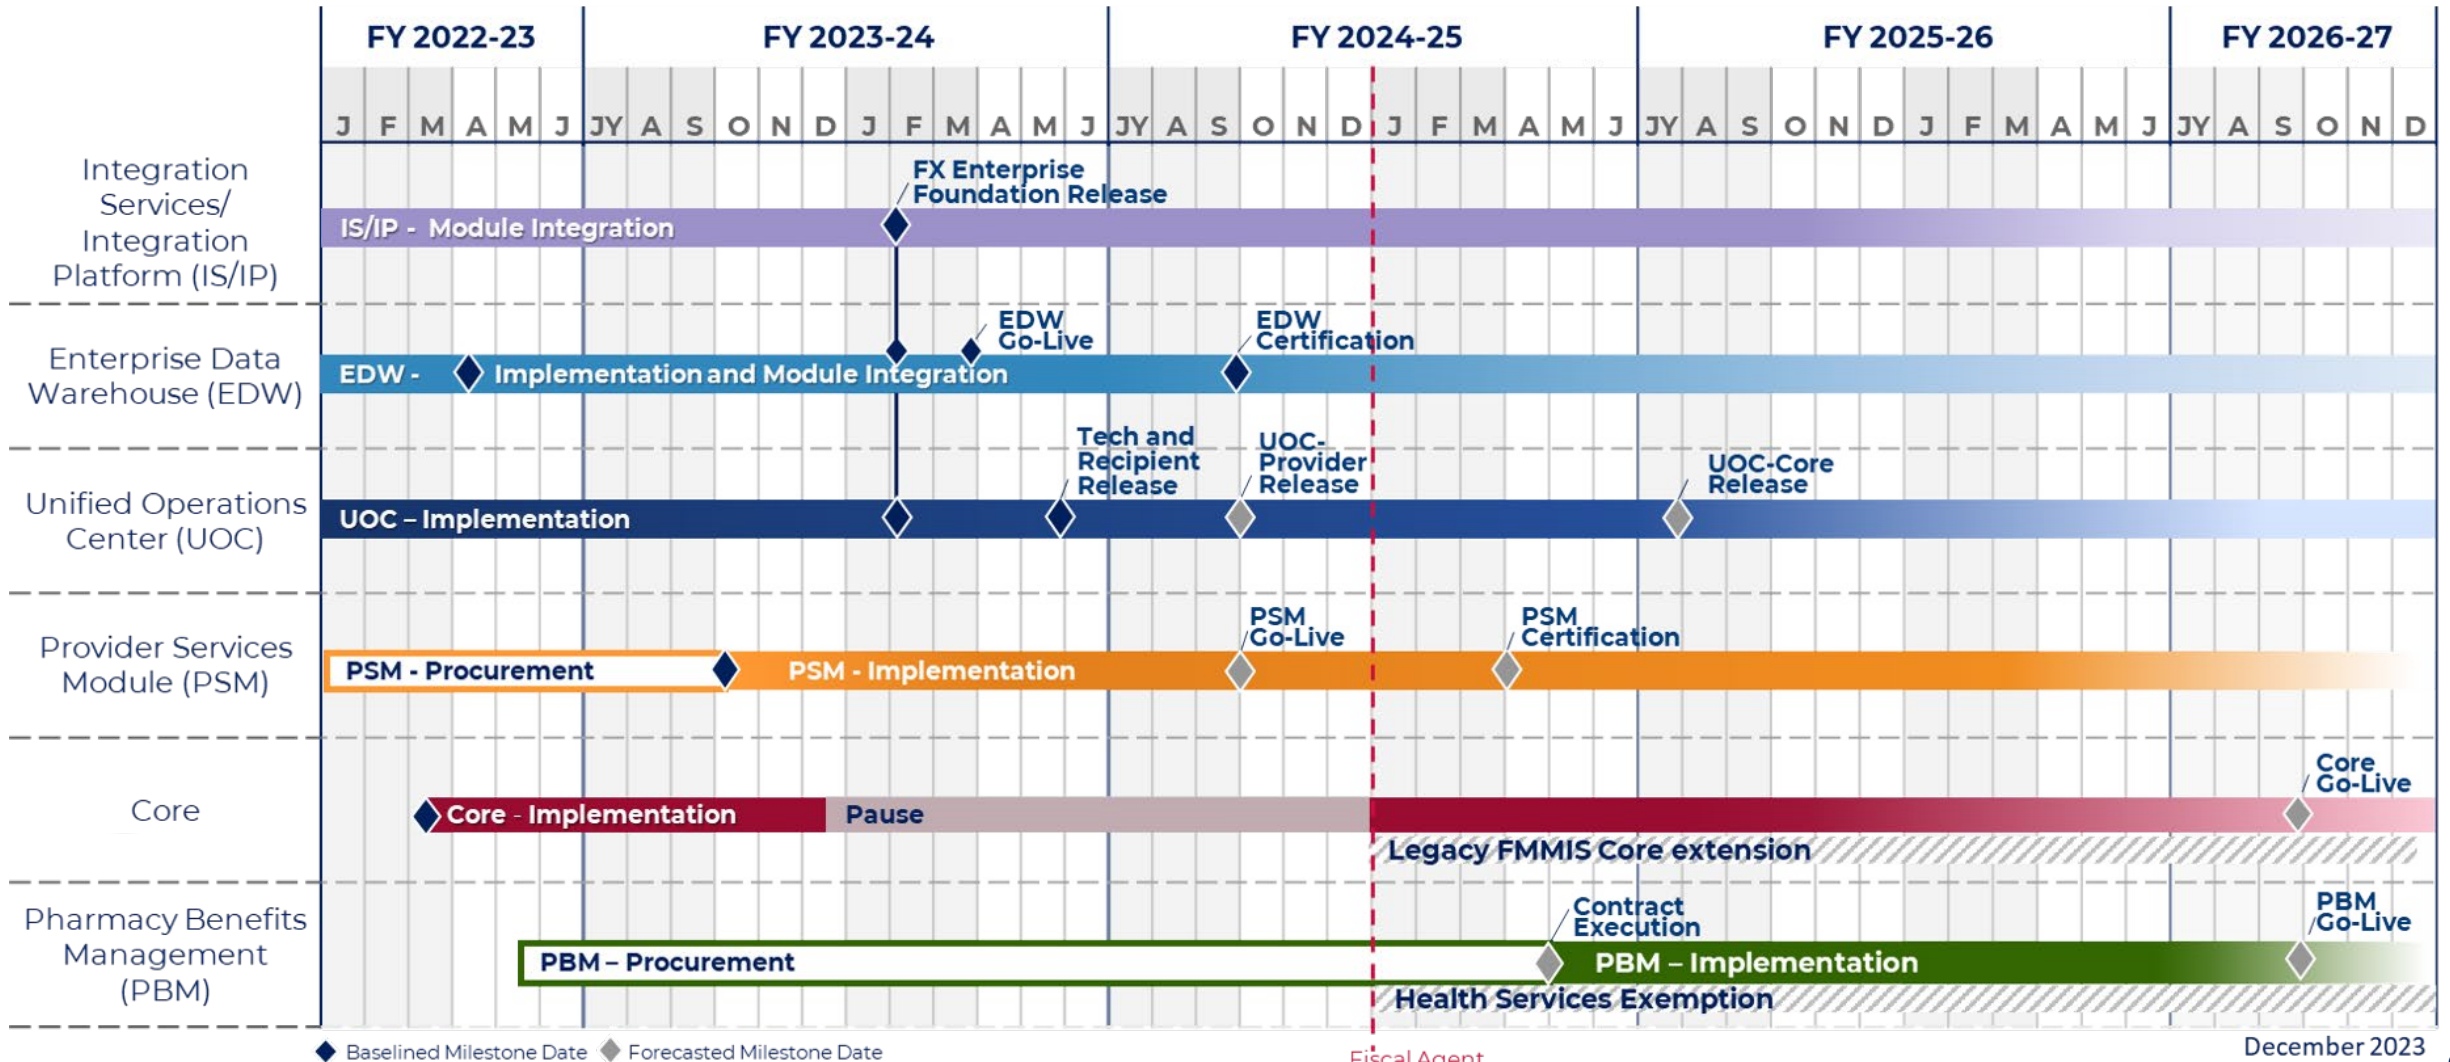 FY 2022-23 FY 2023-24 FY 2024-25 FY 2025-26 FY 2026-27
J F M A M J JY A S O N D J F M A M J JY A S O N D J F M A M J JY A S O N D J F M A M J JY A S O N D
Integration
Services/
Integration
Platform (IS/IP)
FX Enterprise
Foundation Release
IS/IP - Module Integration
Enterprise Data
Warehouse (EDW)
EDW
Go-Live
EDW
Certification
EDW - Implementation and Module Integration
Unified Operations
Center (UOC)
Tech and
Recipient
Release
UOC-
Provider
Release
UOC-Core
Release
UOC – Implementation
Provider Services
Module (PSM)
PSM
Go-Live
PSM
Certification
PSM - Procurement
PSM - Implementation
Core
Core
Go-Live
Core - Implementation
Pause
Legacy FMMIS Core extension
Pharmacy Benefits
Management
(PBM)
Contract
Execution
PBM
Go-Live
PBM – Procurement
PBM – Implementation
Health Services Exemption
Baselined Milestone Date
Forecasted Milestone Date
Fiscal Agent
December 2023